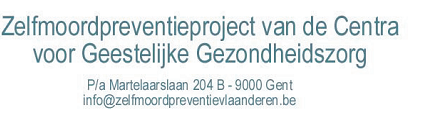 Zelfmoordpreventieproject van de Centra
voor Geestelijke Gezondheidszorg
P/a Martelaarslaan 204 B - 9000 Gent
info@zelfmoordpreventievlaanderen.be